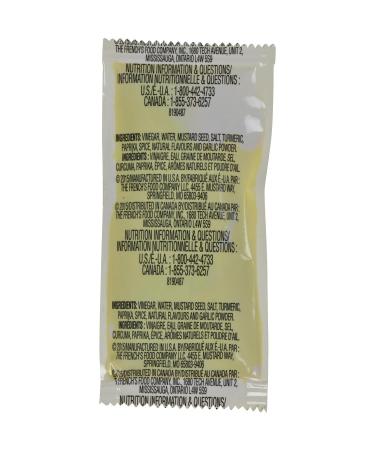 THE FRENCH'S FOOD COMPANY, INC., 1680 TECH AVENUE, UNIT 2,
MISSISSAUGA, ONTARIO L4W 5S9
NUTRITION INFORMATION & QUESTIONS/
INFORMATION NUTRITIONNELLE & QUESTIONS :
U.S./É.-U.A. : 1-800-442-4733
CANADA : 1-855-373-6257
8190487
INGREDIENTS: VINEGAR, WATER, MUSTARD SEED, SALT, TURMERIC,
PAPRIKA, SPICE, NATURAL FLAVOURS AND GARLIC POWDER.
INGRÉDIENTS : VINAIGRE, EAU, GRAINE DE MOUTARDE, SEL,
CURCUMA, PAPRIKA, ÉPICE, ARÔMES NATURELS ET POUDRE D'AIL.
© 2015 MANUFACTURED IN U.S.A. BY/FABRIQUÉ AUX É.-U.A. PAR :
THE FRENCH'S FOOD COMPANY LLC. 4455 E. MUSTARD WAY,
SPRINGFIELD, MO 65803-9406
© 2015/DISTRIBUTED IN CANADA BY/DISTRIBUÉ AU CANADA PAR :
THE FRENCH'S FOOD COMPANY, INC., 1680 TECH AVENUE, UNIT 2,
MISSISSAUGA, ONTARIO L4W 5S9
NUTRITION INFORMATION & QUESTIONS/
INFORMATION NUTRITIONNELLE & QUESTIONS :
U.S./É.-U.A. : 1-800-442-4733
CANADA : 1-855-373-6257
8190487
INGREDIENTS: VINEGAR, WATER, MUSTARD SEED, SALT, TURMERIC,
PAPRIKA, SPICE, NATURAL FLAVOURS AND GARLIC POWDER.
INGRÉDIENTS : VINAIGRE, EAU, GRAINE DE MOUTARDE, SEL,
CURCUMA, PAPRIKA, ÉPICE, ARÔMES NATURELS ET POUDRE D'AIL.
© 2015 MANUFACTURED IN U.S.A. BY/FABRIQUÉ AUX É.-U.A. PAR :
THE FRENCH'S FOOD COMPANY LLC. 4455 E. MUSTARD WAY,
SPRINGFIELD, MO 65803-9406
© 2015/DISTRIBUTED IN CANADA BY/DISTRIBUÉ AU CANADA PAR :
THE FRENCH'S FOOD COMPANY, INC., 1680 TECH AVENUE, UNIT 2,
MISSISSAUGA, ONTARIO L4W 5S9
NUTRITION INFORMATION & QUESTIONS/